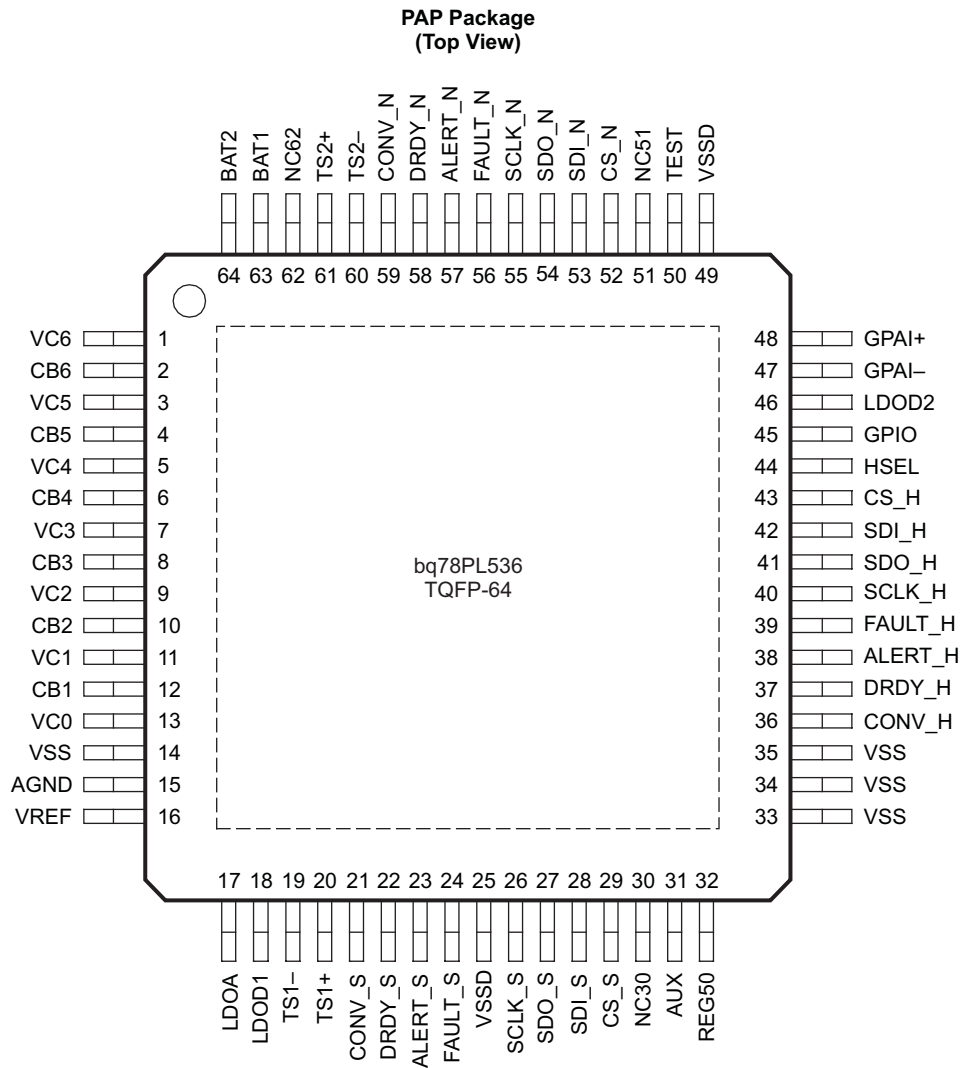 PAP Package
(Top View)
BAT2
BAT1
NC62
TS2+
TS2–
CONV_N
DRDY_N
ALERT_N
FAULT_N
SCLK_N
SDO_N
SDI_N
CS_N
NC51
TEST
VSSD
64 63 62 61 60 59 58 57 56 55 54 53 52 51 50 49
VC6 1
CB6 2
VC5 3
CB5 4
VC4 5
CB4 6
VC3 7
CB3 8
VC2 9
CB2 10
VC1 11
CB1 12
VC0 13
VSS 14
AGND 15
VREF 16
bq78PL536
TQFP-64
48 GPAI+
47 GPAI–
46 LDOD2
45 GPIO
44 HSEL
43 CS_H
42 SDI_H
41 SDO_H
40 SCLK_H
39 FAULT_H
38 ALERT_H
37 DRDY_H
36 CONV_H
35 VSS
34 VSS
33 VSS
17 18 19 20 21 22 23 24 25 26 27 28 29 30 31 32
LDOA
LDOD1
TS1–
TS1+
CONV_S
DRDY_S
ALERT_S
FAULT_S
VSSD
SCLK_S
SDO_S
SDI_S
CS_S
NC30
AUX
REG50